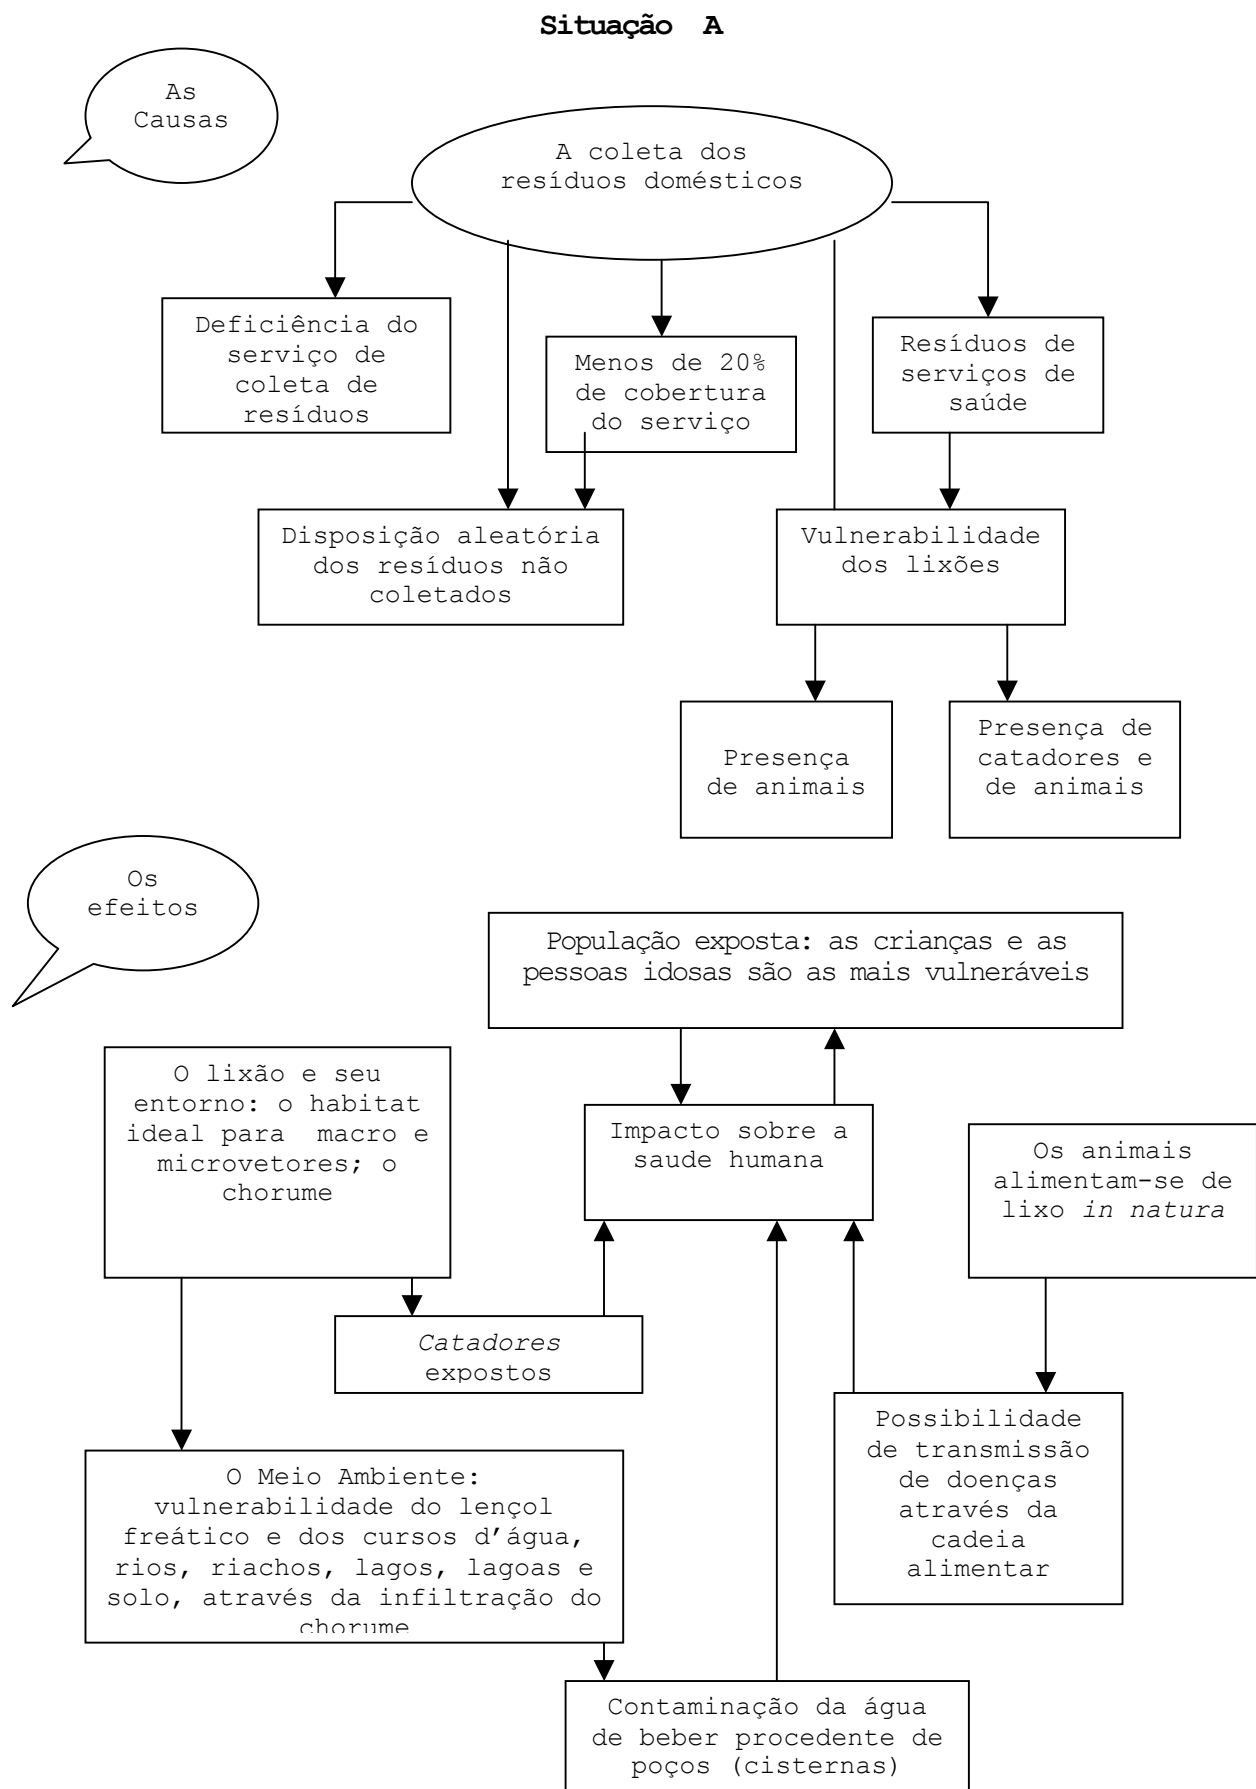 Situação A
As
Causas
A coleta dos
resíduos domésticos
Deficiência do
serviço de
coleta de
resíduos
Menos de 20%
de cobertura
do serviço
Resíduos de
serviços de
saúde
Disposição aleatória
dos resíduos não
coletados
Vulnerabilidade
dos lixões
Presença
de animais
Presença de
catadores e
de animais
Os
efeitos
População exposta: as crianças e as
pessoas idosas são as mais vulneráveis
O lixão e seu
entorno: o habitat
ideal para macro e
microvetores; o
chorume
Impacto sobre a
saude humana
Os animais
alimentam-se de
lixo in natura
Catadores
expostos
Possibilidade
de transmissão
de doenças
através da
cadeia
alimentar
O Meio Ambiente:
vulnerabilidade do lençol
freático e dos cursos d’água,
rios, riachos, lagos, lagoas e
solo, através da infiltração do
chorume
Contaminação da água
de beber procedente de
poços (cisternas)